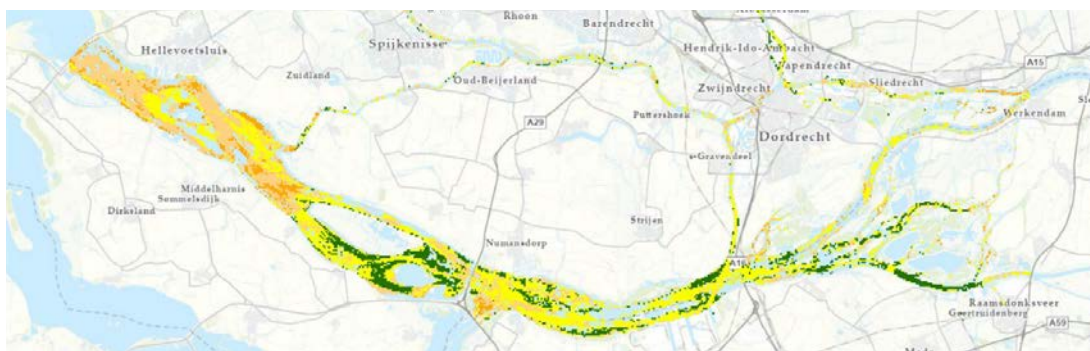 Rhoon
Barendrecht
Hellevoetsluis
Spijkenisse
Hendrik-Ido-Ambacht
Papendrecht
A15
Zuidland
Oud-Beijerland
Zwijndrecht
Sliedrecht
Werkendam
Puttershoek
A29
Dordrecht
s-Gravendeel
Middelharnis
Sommelsdijk
Dirksland
Strijen
Numansdorp
A16
Raamsdonksveer
Geertruidenberg
A59